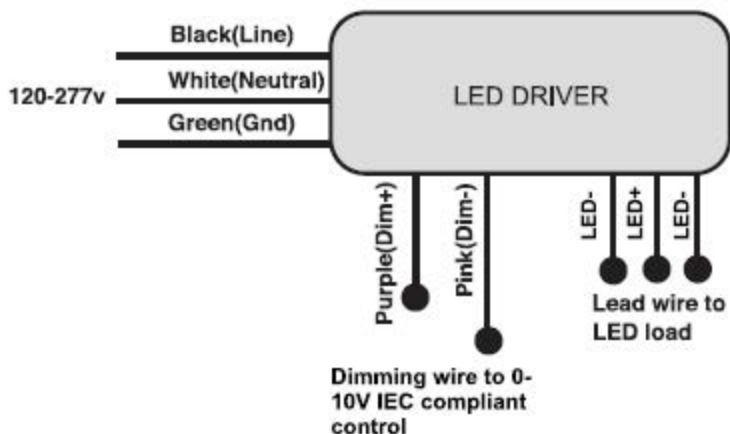 Black(Line)
120-277v
White(Neutral)
Green(Gnd)
LED DRIVER
Purple(Dim+)
Pink(Dim-)
LED-
LED+
LED-
Lead wire to
LED load
Dimming wire to 0-
10V IEC compliant
control